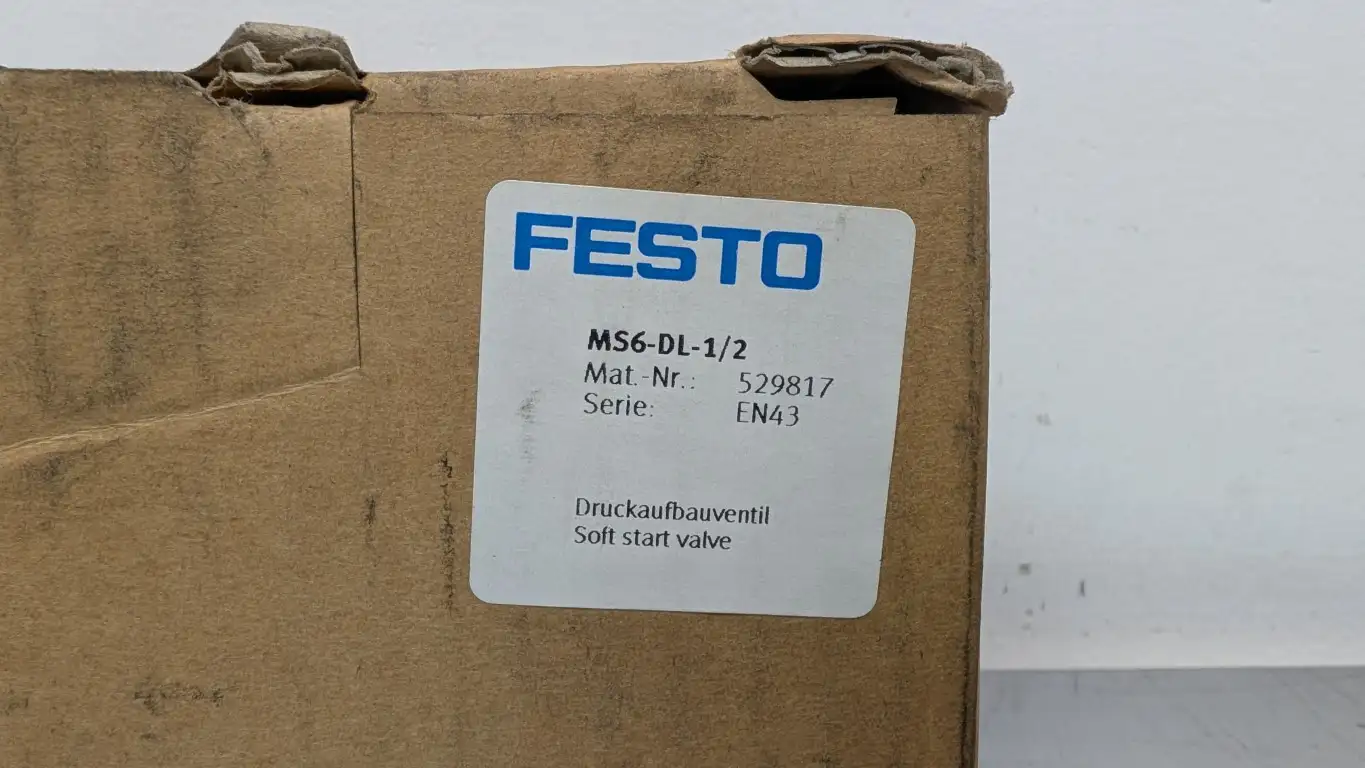 FESTO
MS6-DL-1/2
Mat.-Nr.: 529817
Serie: EN43
Druckaufbauventil
Soft start valve